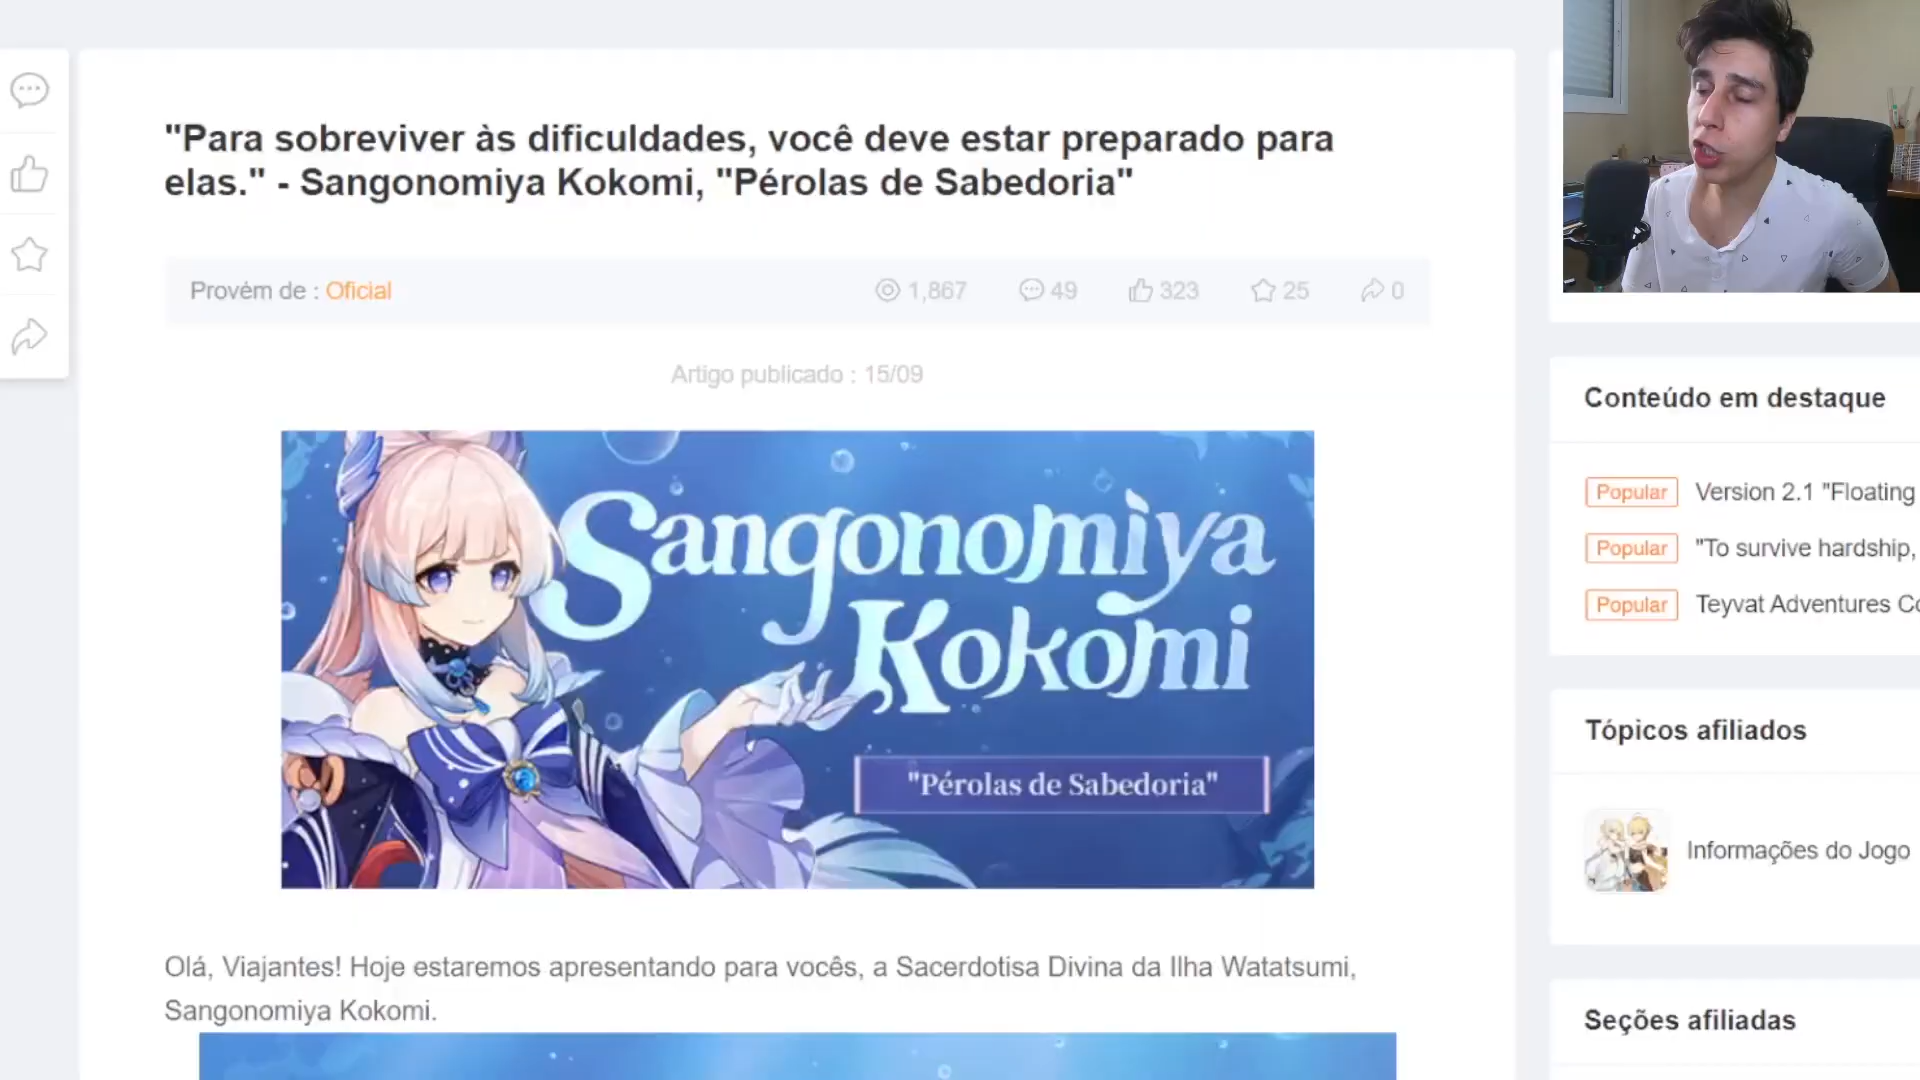 "Para sobreviver às dificuldades, você deve estar preparado para
elas." - Sangonomiya Kokomi, "Pérolas de Sabedoria"
Provém de : Oficial
1,867
49
323
25
0
Artigo publicado : 15/09
Sangonomiya
Kokomi
"Pérolas de Sabedoria"
Olá, Viajantes! Hoje estaremos apresentando para vocês, a Sacerdotisa Divina da Ilha Watatsumi,
Sangonomiya Kokomi.
Conteúdo em destaque
Popular Version 2.1 "Floating
Popular "To survive hardship,
Popular Teyvat Adventures Co
Tópicos afiliados
Informações do Jogo
Seções afiliadas